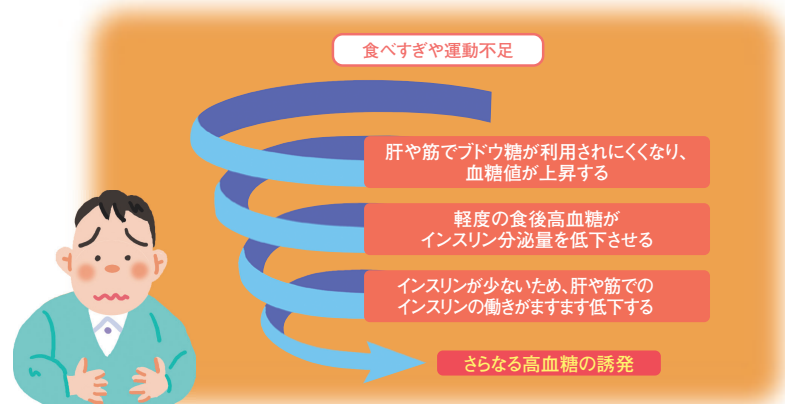 食べすぎや運動不足
肝や筋でブドウ糖が利用されにくくなり、
血糖値が上昇する
軽度の食後高血糖が
インスリン分泌量を低下させる
インスリンが少ないため、肝や筋での
インスリンの働きがますます低下する
さらなる高血糖の誘発